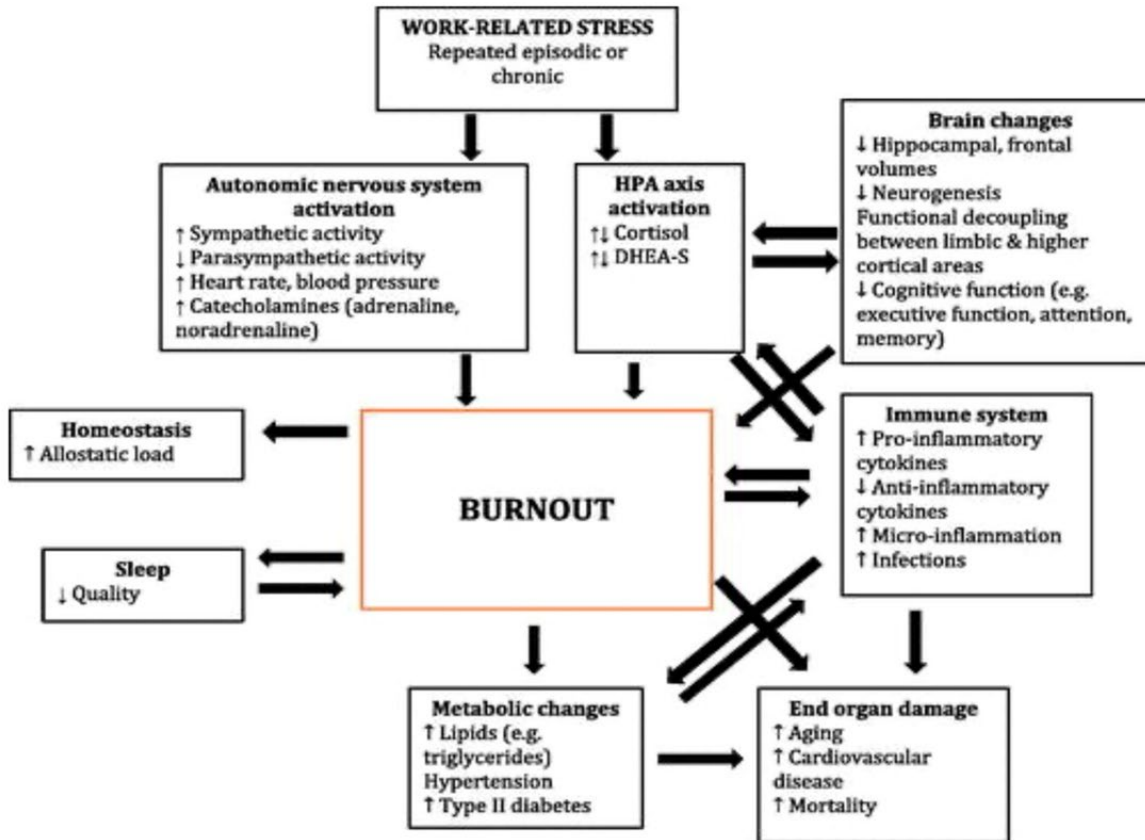 WORK-RELATED STRESS
Repeated episodic or
chronic
Autonomic nervous system
activation
↑ Sympathetic activity
↓ Parasympathetic activity
↑ Heart rate, blood pressure
↑ Catecholamines (adrenaline,
noradrenaline)
HPA axis
activation
↑↓ Cortisol
↑↓ DHEA-S
Brain changes
↓ Hippocampal, frontal
volumes
↓ Neurogenesis
Functional decoupling
between limbic & higher
cortical areas
↓ Cognitive function (e.g.
executive function, attention,
memory)
Homeostasis
↑ Allostatic load
BURNOUT
Immune system
↑ Pro-inflammatory
cytokines
↓ Anti-inflammatory
cytokines
↑ Micro-inflammation
↑ Infections
Sleep
↓ Quality
Metabolic changes
↑ Lipids (e.g.
triglycerides)
Hypertension
↑ Type II diabetes
End organ damage
↑ Aging
↑ Cardiovascular
disease
↑ Mortality